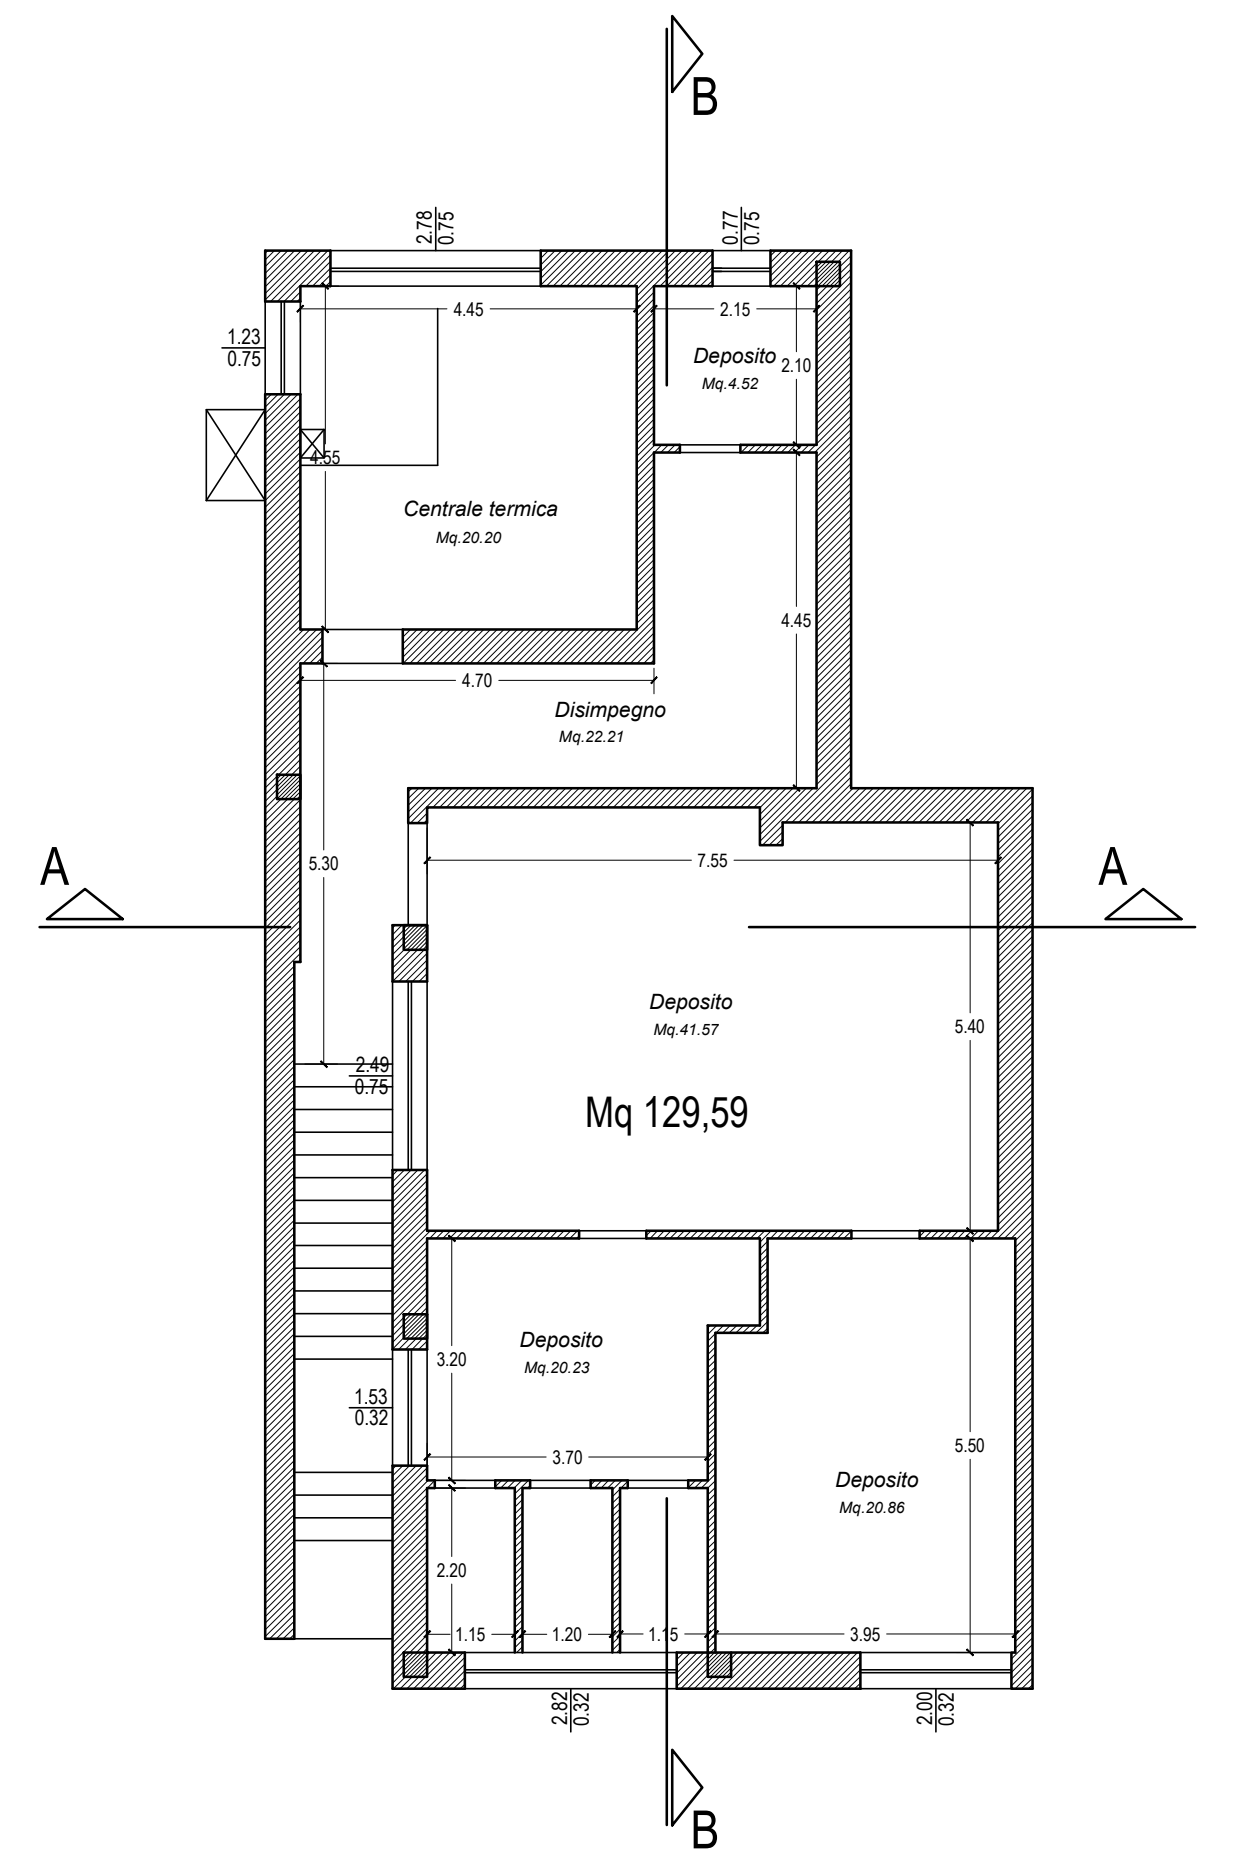 B
2.78
0.75
0.77
0.75
4.45
2.15
1.23
0.75
Deposito
2.10
Mq.4.52
4.55
Centrale termica
Mq.20.20
4.45
4.70
Disimpegno
Mq.22.21
A
5.30
7.55
A
Deposito
Mq.41.57
5.40
2.49
0.75
Mq 129,59
Deposito
Mq.20.23
3.20
1.53
0.32
3.70
5.50
Deposito
Mq.20.86
2.20
1.15
1.20
1.15
3.95
2.82
0.32
2.00
0.32
B